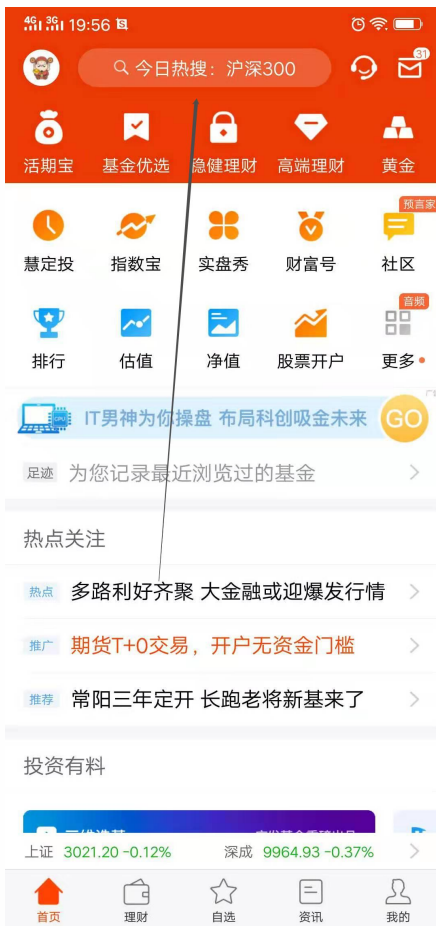 4G 3G 19:56
31
今日热搜：沪深300
活期宝 基金优选 稳健理财 高端理财 黄金
预言家
慧定投 指数宝 实盘秀 财富号 社区
音频
排行 估值 净值 股票开户 更多
CPU IT男神为你操盘 布局科创吸金未来 GO
足迹 为您记录最近浏览过的基金
热点关注
热点 多路利好齐聚 大金融或迎爆发行情
推广 期货T+0交易，开户无资金门槛
推荐 常阳三年定开 长跑老将新基来了
投资有料
上证 3021.20 -0.12% 深成 9964.93 -0.37%
首页 理财 自选 资讯 我的